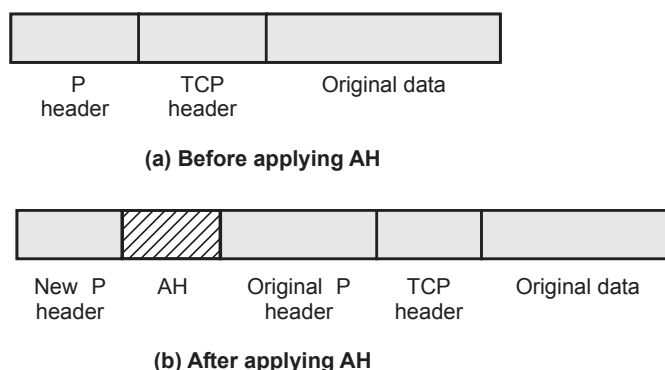 P TCP Original data
header header
(a) Before applying AH
New P AH Original P TCP Original data
header header header
(b) After applying AH